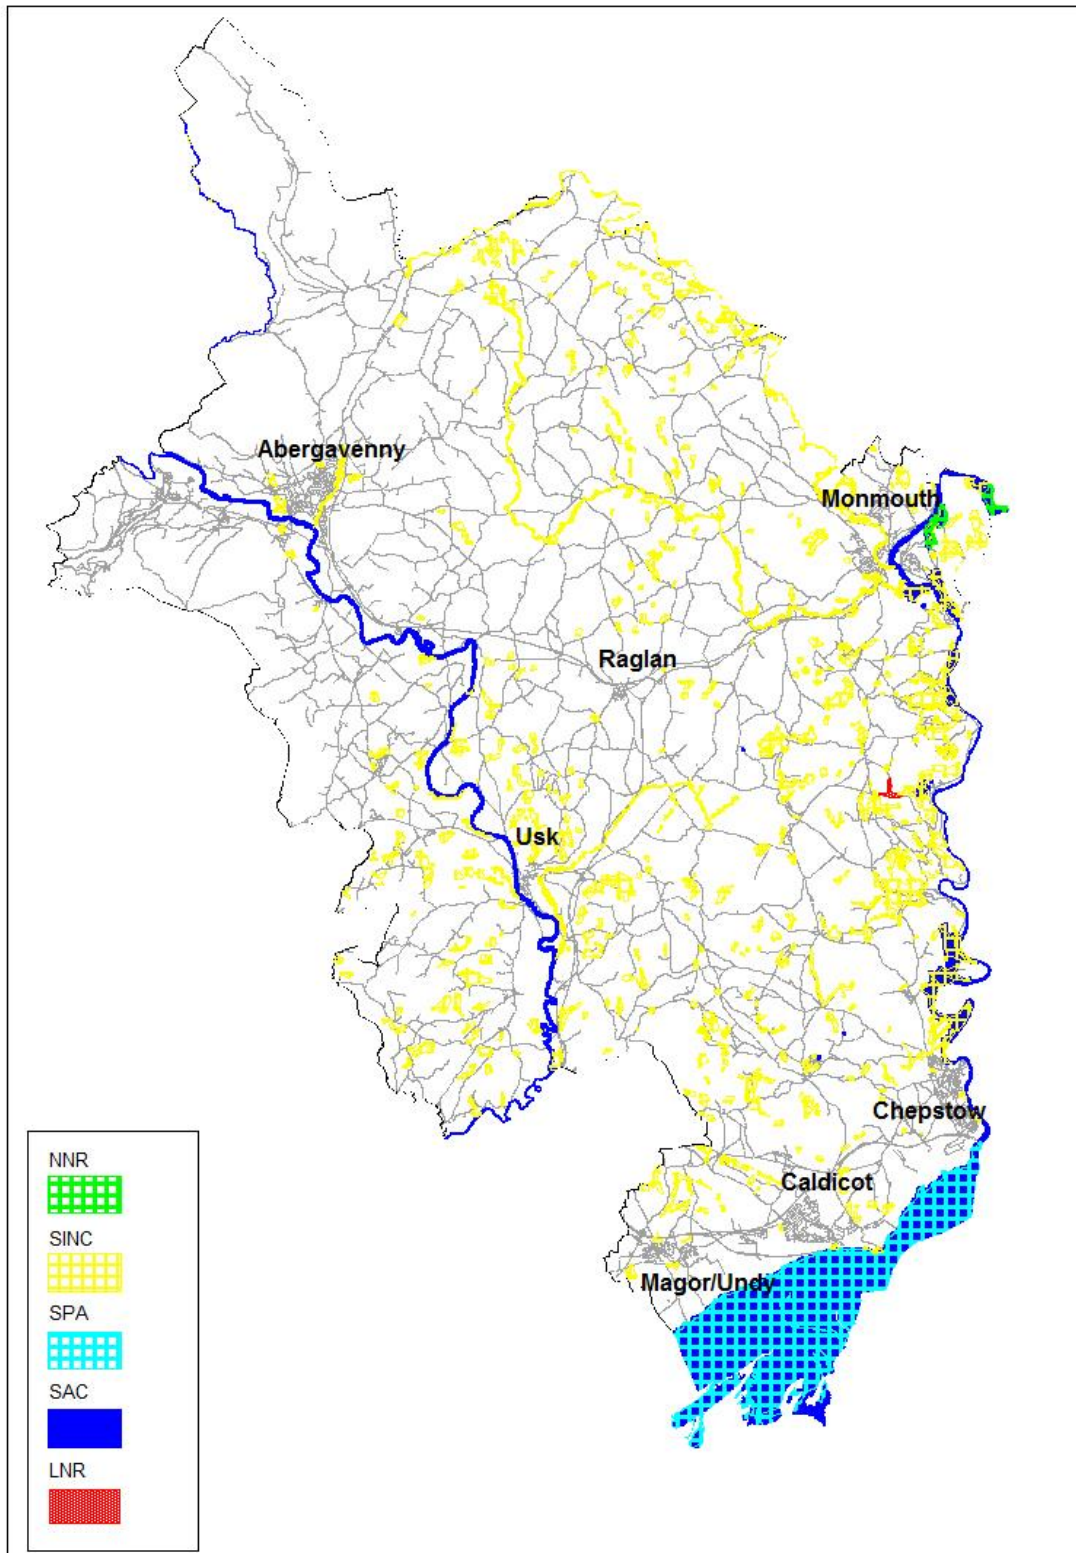 Abergavenny
Monmouth
Raglan
Usk
Chepstow
Caldicot
Magor/Undy
NNR
SINC
SPA
SAC
LNR